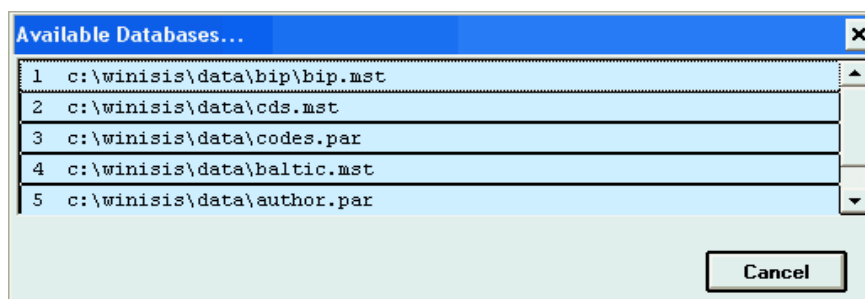 Available Databases...
1 c:\winisis\data\bip\bip.mst
2 c:\winisis\data\cds.mst
3 c:\winisis\data\codes.par
4 c:\winisis\data\baltic.mst
5 c:\winisis\data\author.par
Cancel